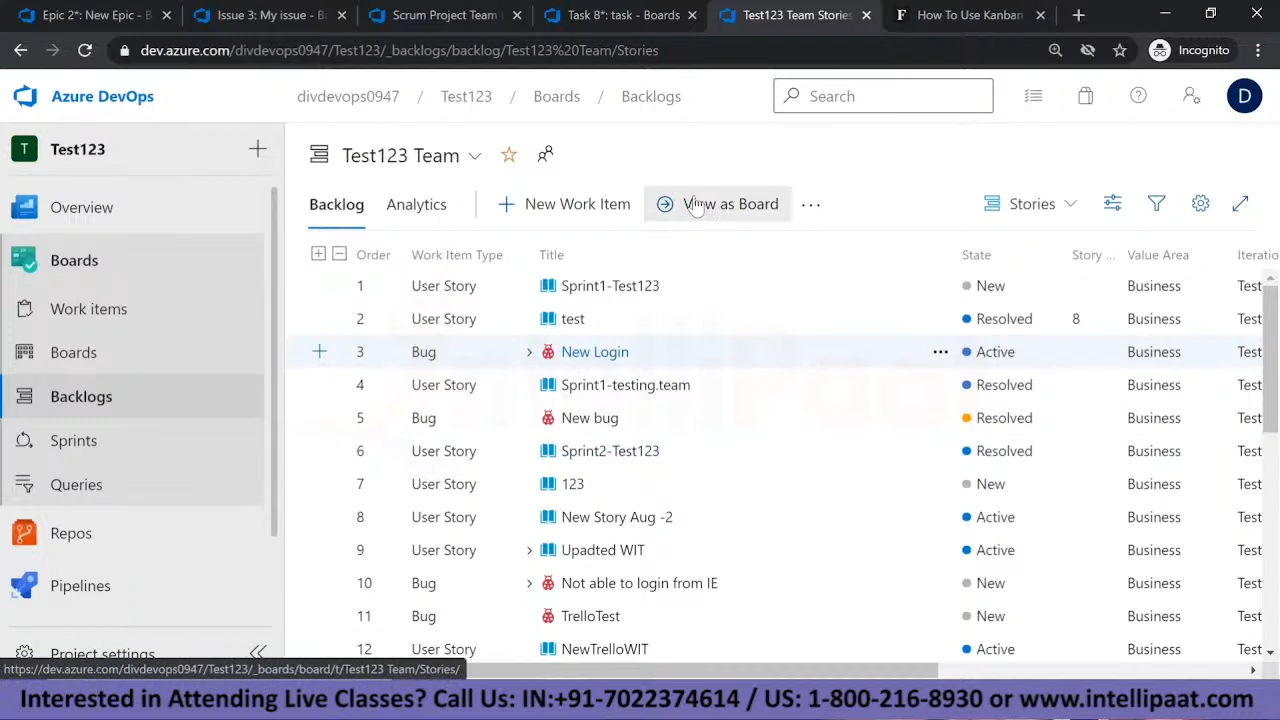 Epic 2*: New Epic - B
Issue 3: My issue - Bo
Scrum Project Team (
Task 8*: task - Boards
Test123 Team Stories
How To Use Kanban
dev.azure.com/divdevops0947/Test123/_backlogs/backlog/Test123%20Team/Stories
Incognito
Azure DevOps
divdevops0947 / Test123 / Boards / Backlogs
Search
D
T Test123
Test123 Team
Overview
Boards
Work items
Boards
Backlogs
Sprints
Queries
Repos
Pipelines
Project settings
Backlog Analytics New Work Item View as Board ... Stories
Order Work Item Type Title State Story ... Value Area Iteratio
1 User Story Sprint1-Test123 New Business Test
2 User Story test Resolved 8 Business Test
3 Bug New Login ... Active Business Test
4 User Story Sprint1-testing.team Resolved Business Test
5 Bug New bug Resolved Business Test
6 User Story Sprint2-Test123 Resolved Business Test
7 User Story 123 New Business Test
8 User Story New Story Aug -2 Active Business Test
9 User Story Upadted WIT Active Business Test
10 Bug Not able to login from IE New Business Test
11 Bug TrelloTest New Business Test
12 User Story NewTrelloWIT Active Business Test
https://dev.azure.com/divdevops0947/Test123/_boards/board/t/Test123 Team/Stories/
Interested in Attending Live Classes? Call Us: IN:+91-7022374614 / US: 1-800-216-8930 or www.intellipaat.com